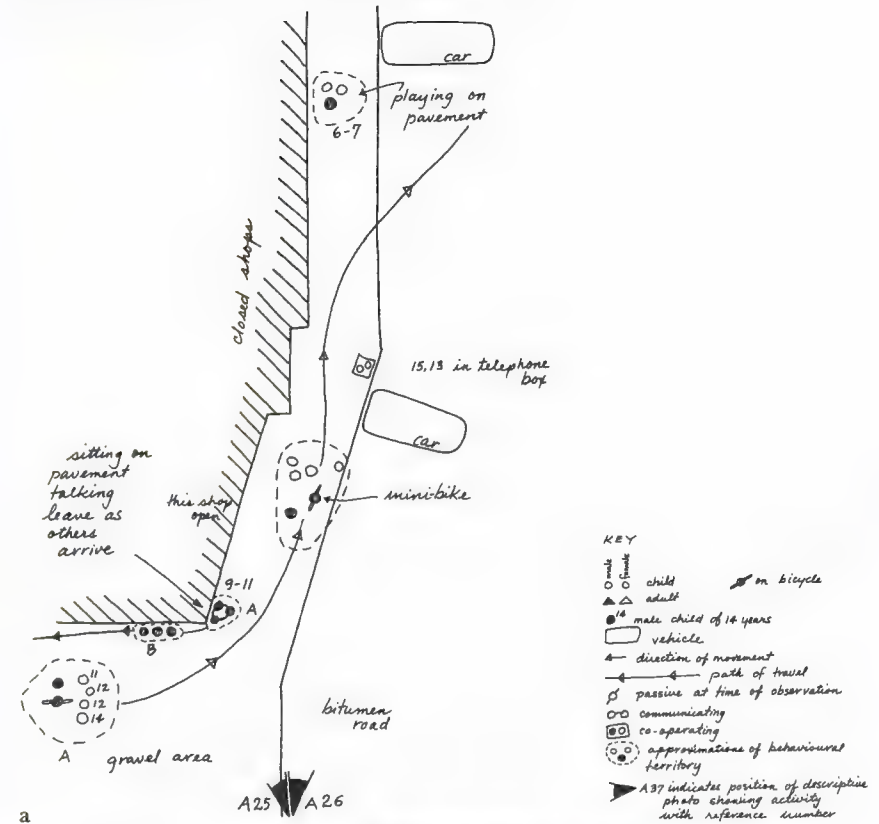 car
playing on
pavement
6-7
closed shops
15,13 in telephone
box
car
sitting on
pavement
talking
leave as
others
arrive
this shop
open
mini-bike
9-11
A
B
11
12
12
14
A
gravel area
bitumen
road
A25
A26
a
KEY
male
female
child
on bicycle
adult
14
male child of 14 years
vehicle
direction of movement
path of travel
passive at time of observation
communicating
co-operating
approximations of behavioural
territory
A37 indicates position of descriptive
photo showing activity
with reference number